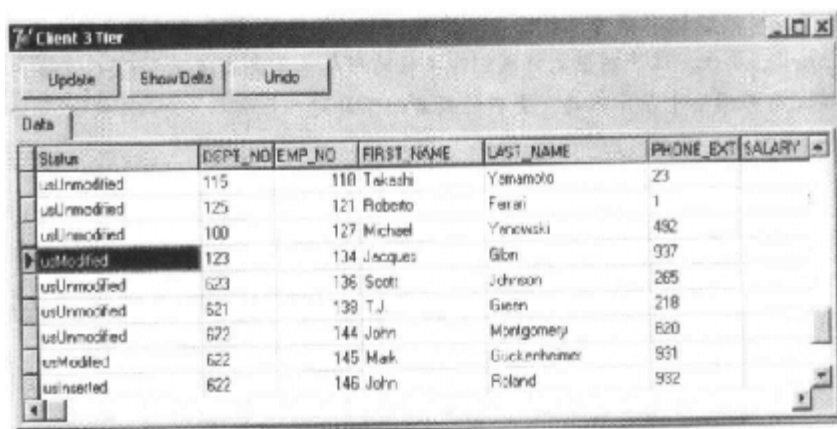 Client 3 Tier
Update Show Delta Undo
Data
Status DEPT_NO EMP_NO FIRST_NAME LAST_NAME PHONE_EXT SALARY
usUnmodified 115 118 Takashi Yamamoto 23
usUnmodified 125 121 Roberto Ferrari 1
usUnmodified 100 127 Michael Yanowski 492
usModified 123 134 Jacques Glon 937
usUnmodified 623 136 Scott Johnson 265
usUnmodified 621 138 T.J. Green 218
usUnmodified 672 144 John Montgomery 820
usModified 622 145 Mark Guckenheimer 931
usInserted 622 146 John Roland 932